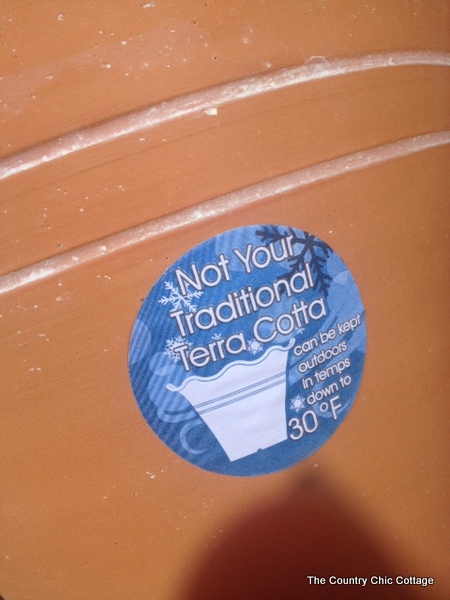 Not Your
Traditional
Terra Cotta
can be kept
outdoors
in temps
down to
30 °F
The Country Chic Cottage